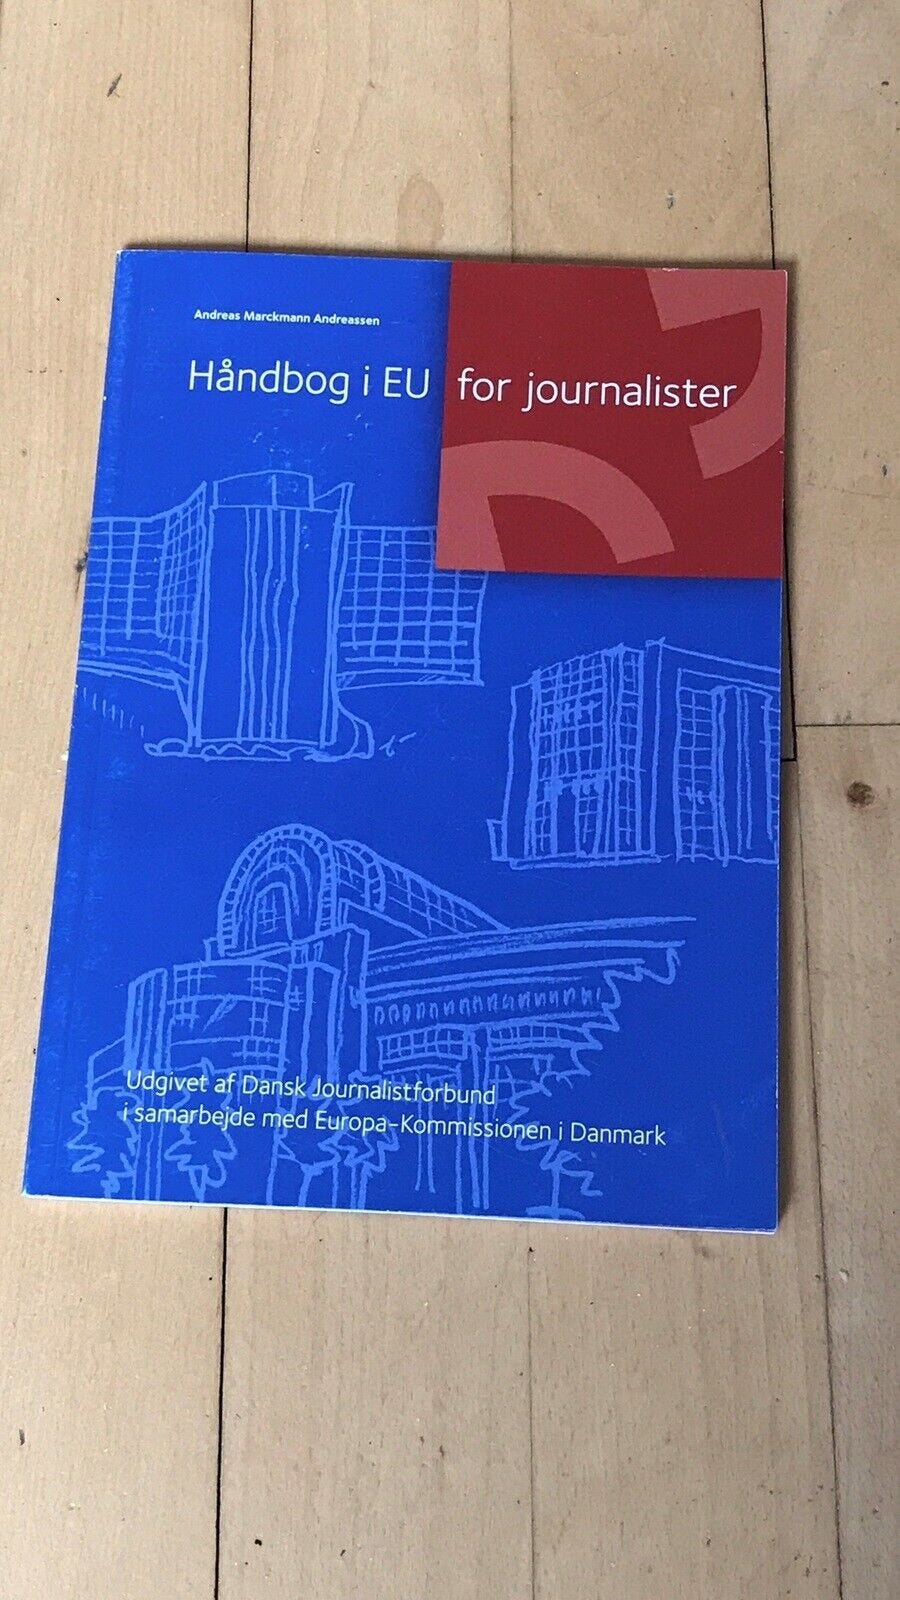 Andreas Marckmann Andreassen
Håndbog i EU for journalister
Udgivet af Dansk Journalistforbund
i samarbejde med Europa-Kommissionen i Danmark